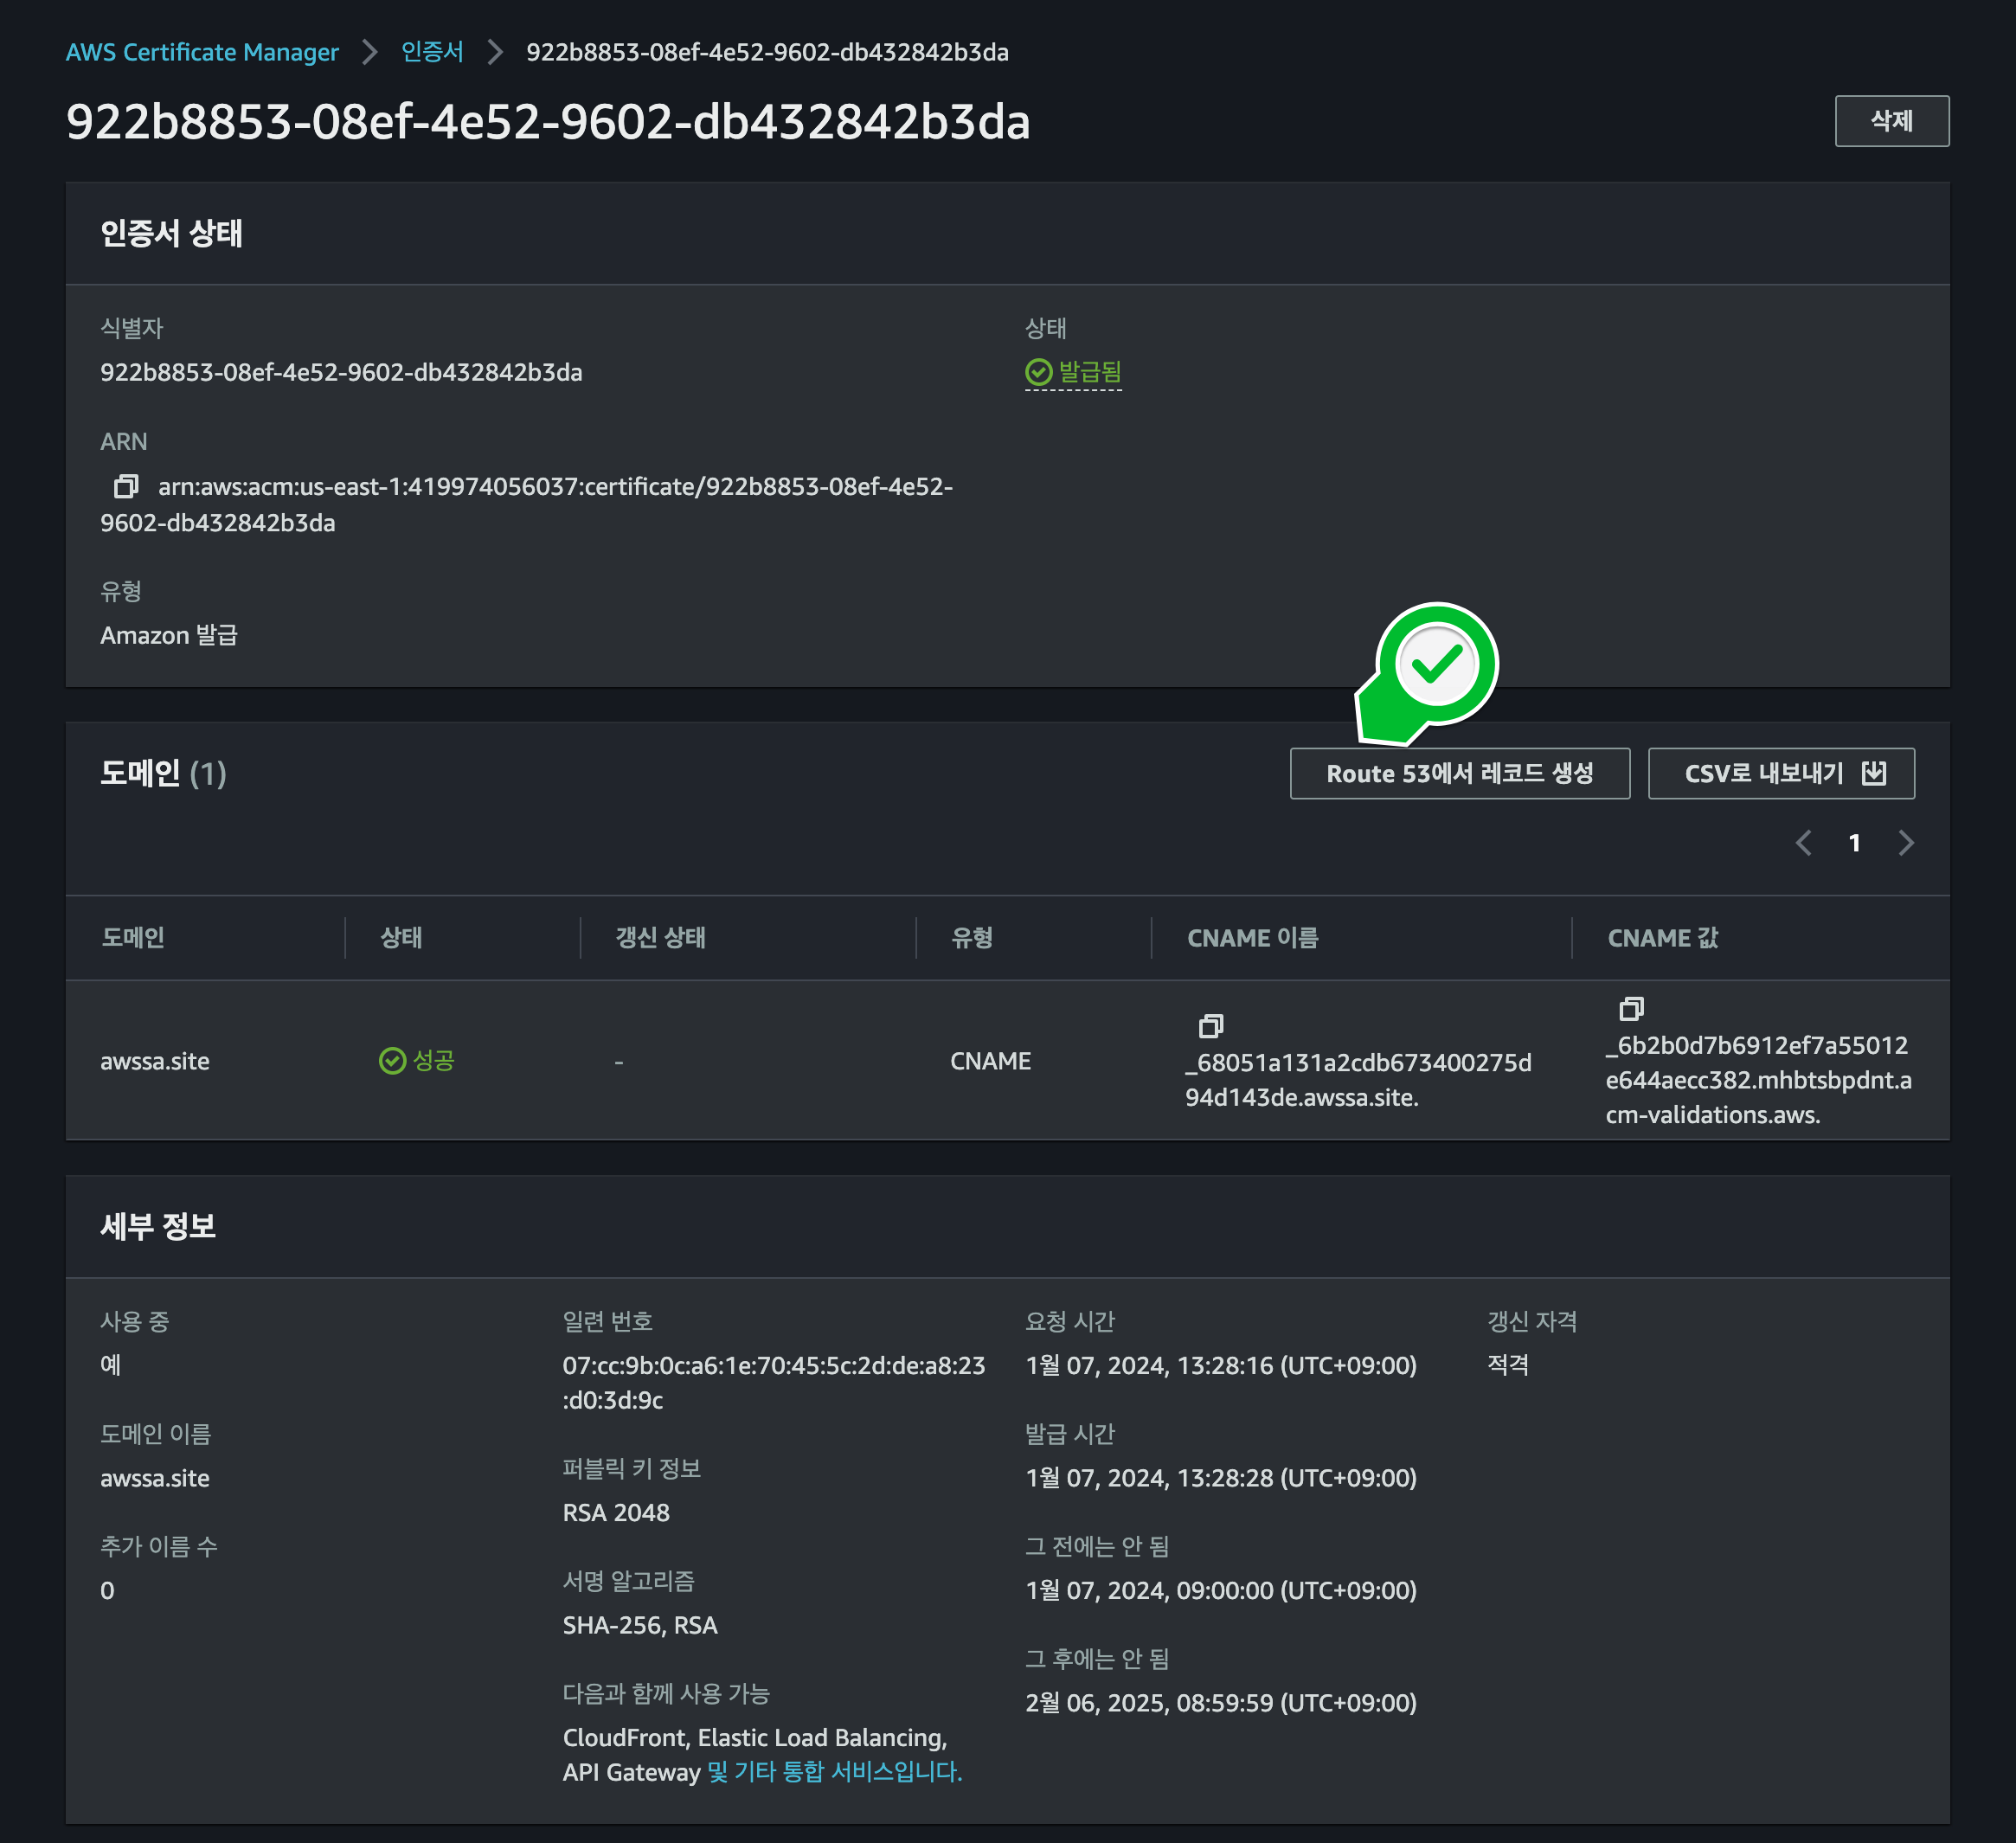 AWS Certificate Manager > 인증서 > 922b8853-08ef-4e52-9602-db432842b3da
922b8853-08ef-4e52-9602-db432842b3da
삭제
인증서 상태
식별자
922b8853-08ef-4e52-9602-db432842b3da
상태
발급됨
ARN
arn:aws:acm:us-east-1:419974056037:certificate/922b8853-08ef-4e52-
9602-db432842b3da
유형
Amazon 발급
도메인 (1)
Route 53에서 레코드 생성
CSV로 내보내기
1
도메인 상태 갱신 상태 유형 CNAME 이름 CNAME 값
awssa.site
성공
-
CNAME
_68051a131a2cdb673400275d
94d143de.awssa.site.
_6b2b0d7b6912ef7a55012
e644aecc382.mhbtsbpdnt.a
cm-validations.aws.
세부 정보
사용 중
예
도메인 이름
awssa.site
추가 이름 수
0
일련 번호
07:cc:9b:0c:a6:1e:70:45:5c:2d:de:a8:23
:d0:3d:9c
퍼블릭 키 정보
RSA 2048
서명 알고리즘
SHA-256, RSA
다음과 함께 사용 가능
CloudFront, Elastic Load Balancing,
API Gateway 및 기타 통합 서비스입니다.
요청 시간
1월 07, 2024, 13:28:16 (UTC+09:00)
발급 시간
1월 07, 2024, 13:28:28 (UTC+09:00)
그 전에는 안 됨
1월 07, 2024, 09:00:00 (UTC+09:00)
그 후에는 안 됨
2월 06, 2025, 08:59:59 (UTC+09:00)
갱신 자격
적격